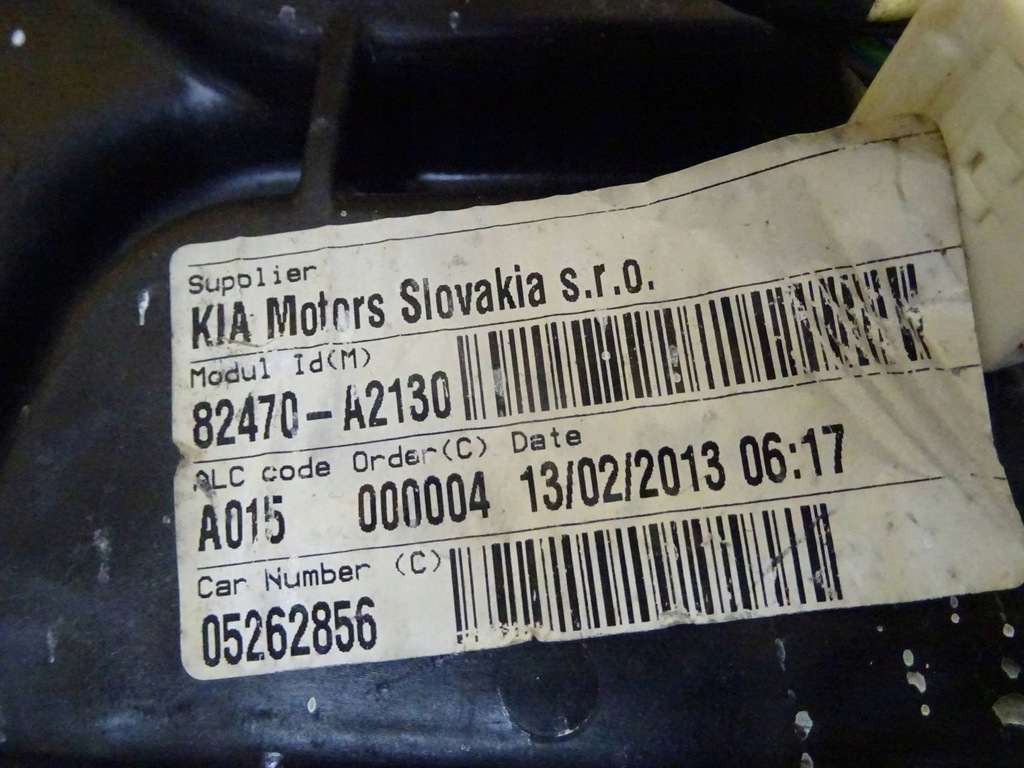 Supplier
KIA Motors Slovakia s.r.o.
Modul Id(M)
82470-A2130
ALC code Order(C) Date
A015 000004 13/02/2013 06:17
Car Number (C)
05262856